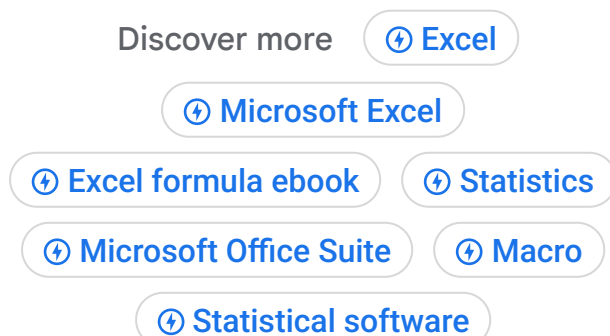 Discover more Excel
Microsoft Excel
Excel formula ebook Statistics
Microsoft Office Suite Macro
Statistical software